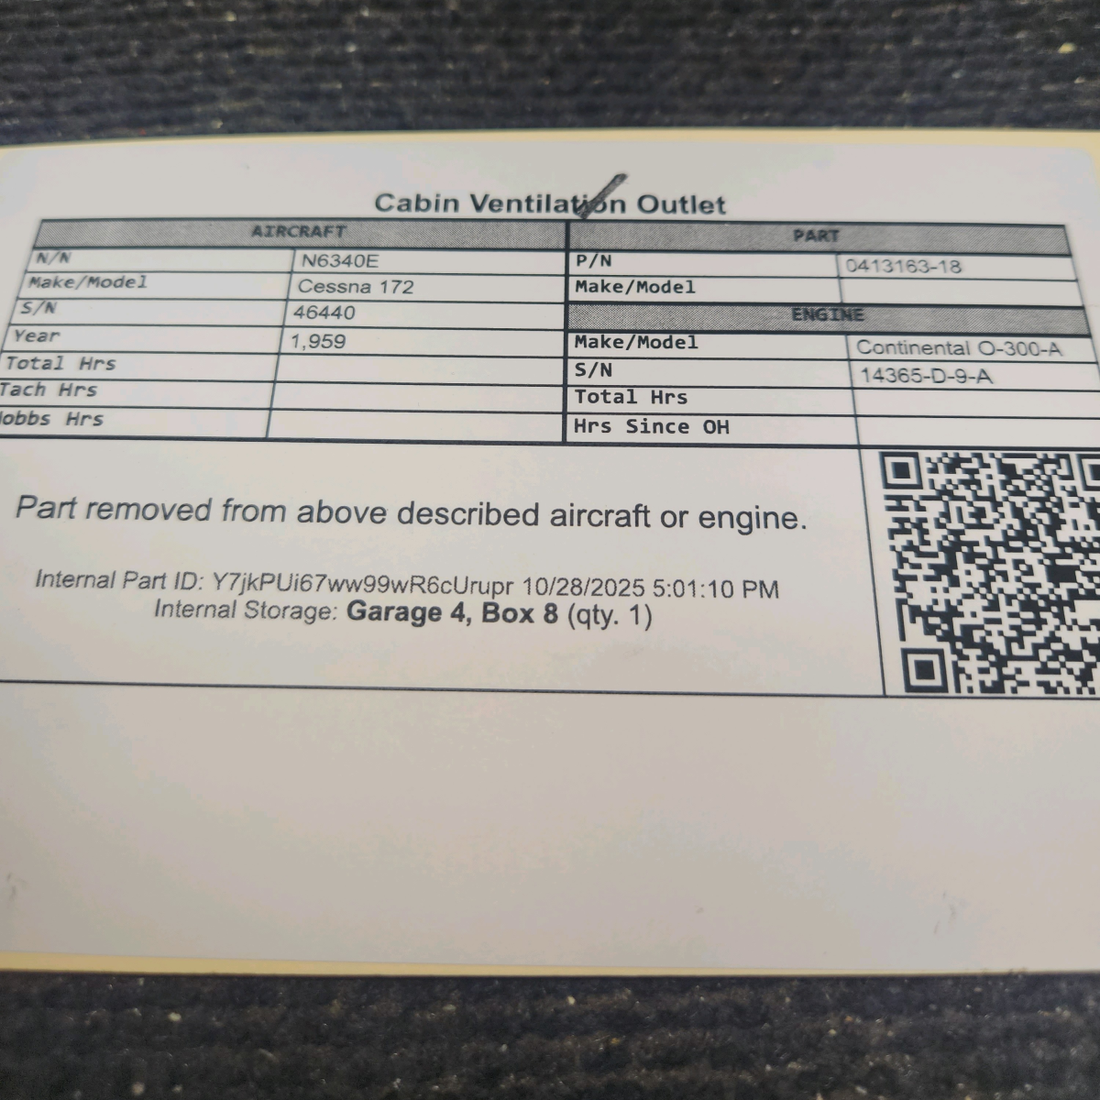 Cabin Ventilation Outlet
AIRCRAFT PART
N/N N6340E P/N 0413163-18
Make/Model Cessna 172 Make/Model
S/N 46440 ENGINE
Year 1,959 Make/Model Continental O-300-A
Total Hrs S/N 14365-D-9-A
Tach Hrs Total Hrs
obbs Hrs Hrs Since OH
Part removed from above described aircraft or engine.
Internal Part ID: Y7jkPUi67ww99wR6cUrupr 10/28/2025 5:01:10 PM
Internal Storage: Garage 4, Box 8 (qty. 1)